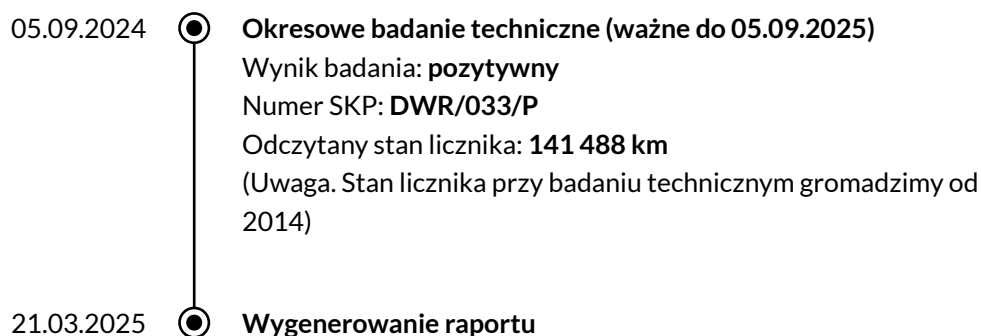 05.09.2024 Okresowe badanie techniczne (ważne do 05.09.2025)
Wynik badania: pozytywny
Numer SKP: DWR/033/P
Odczytany stan licznika: 141 488 km
(Uwaga. Stan licznika przy badaniu technicznym gromadzimy od
2014)
21.03.2025 Wygenerowanie raportu